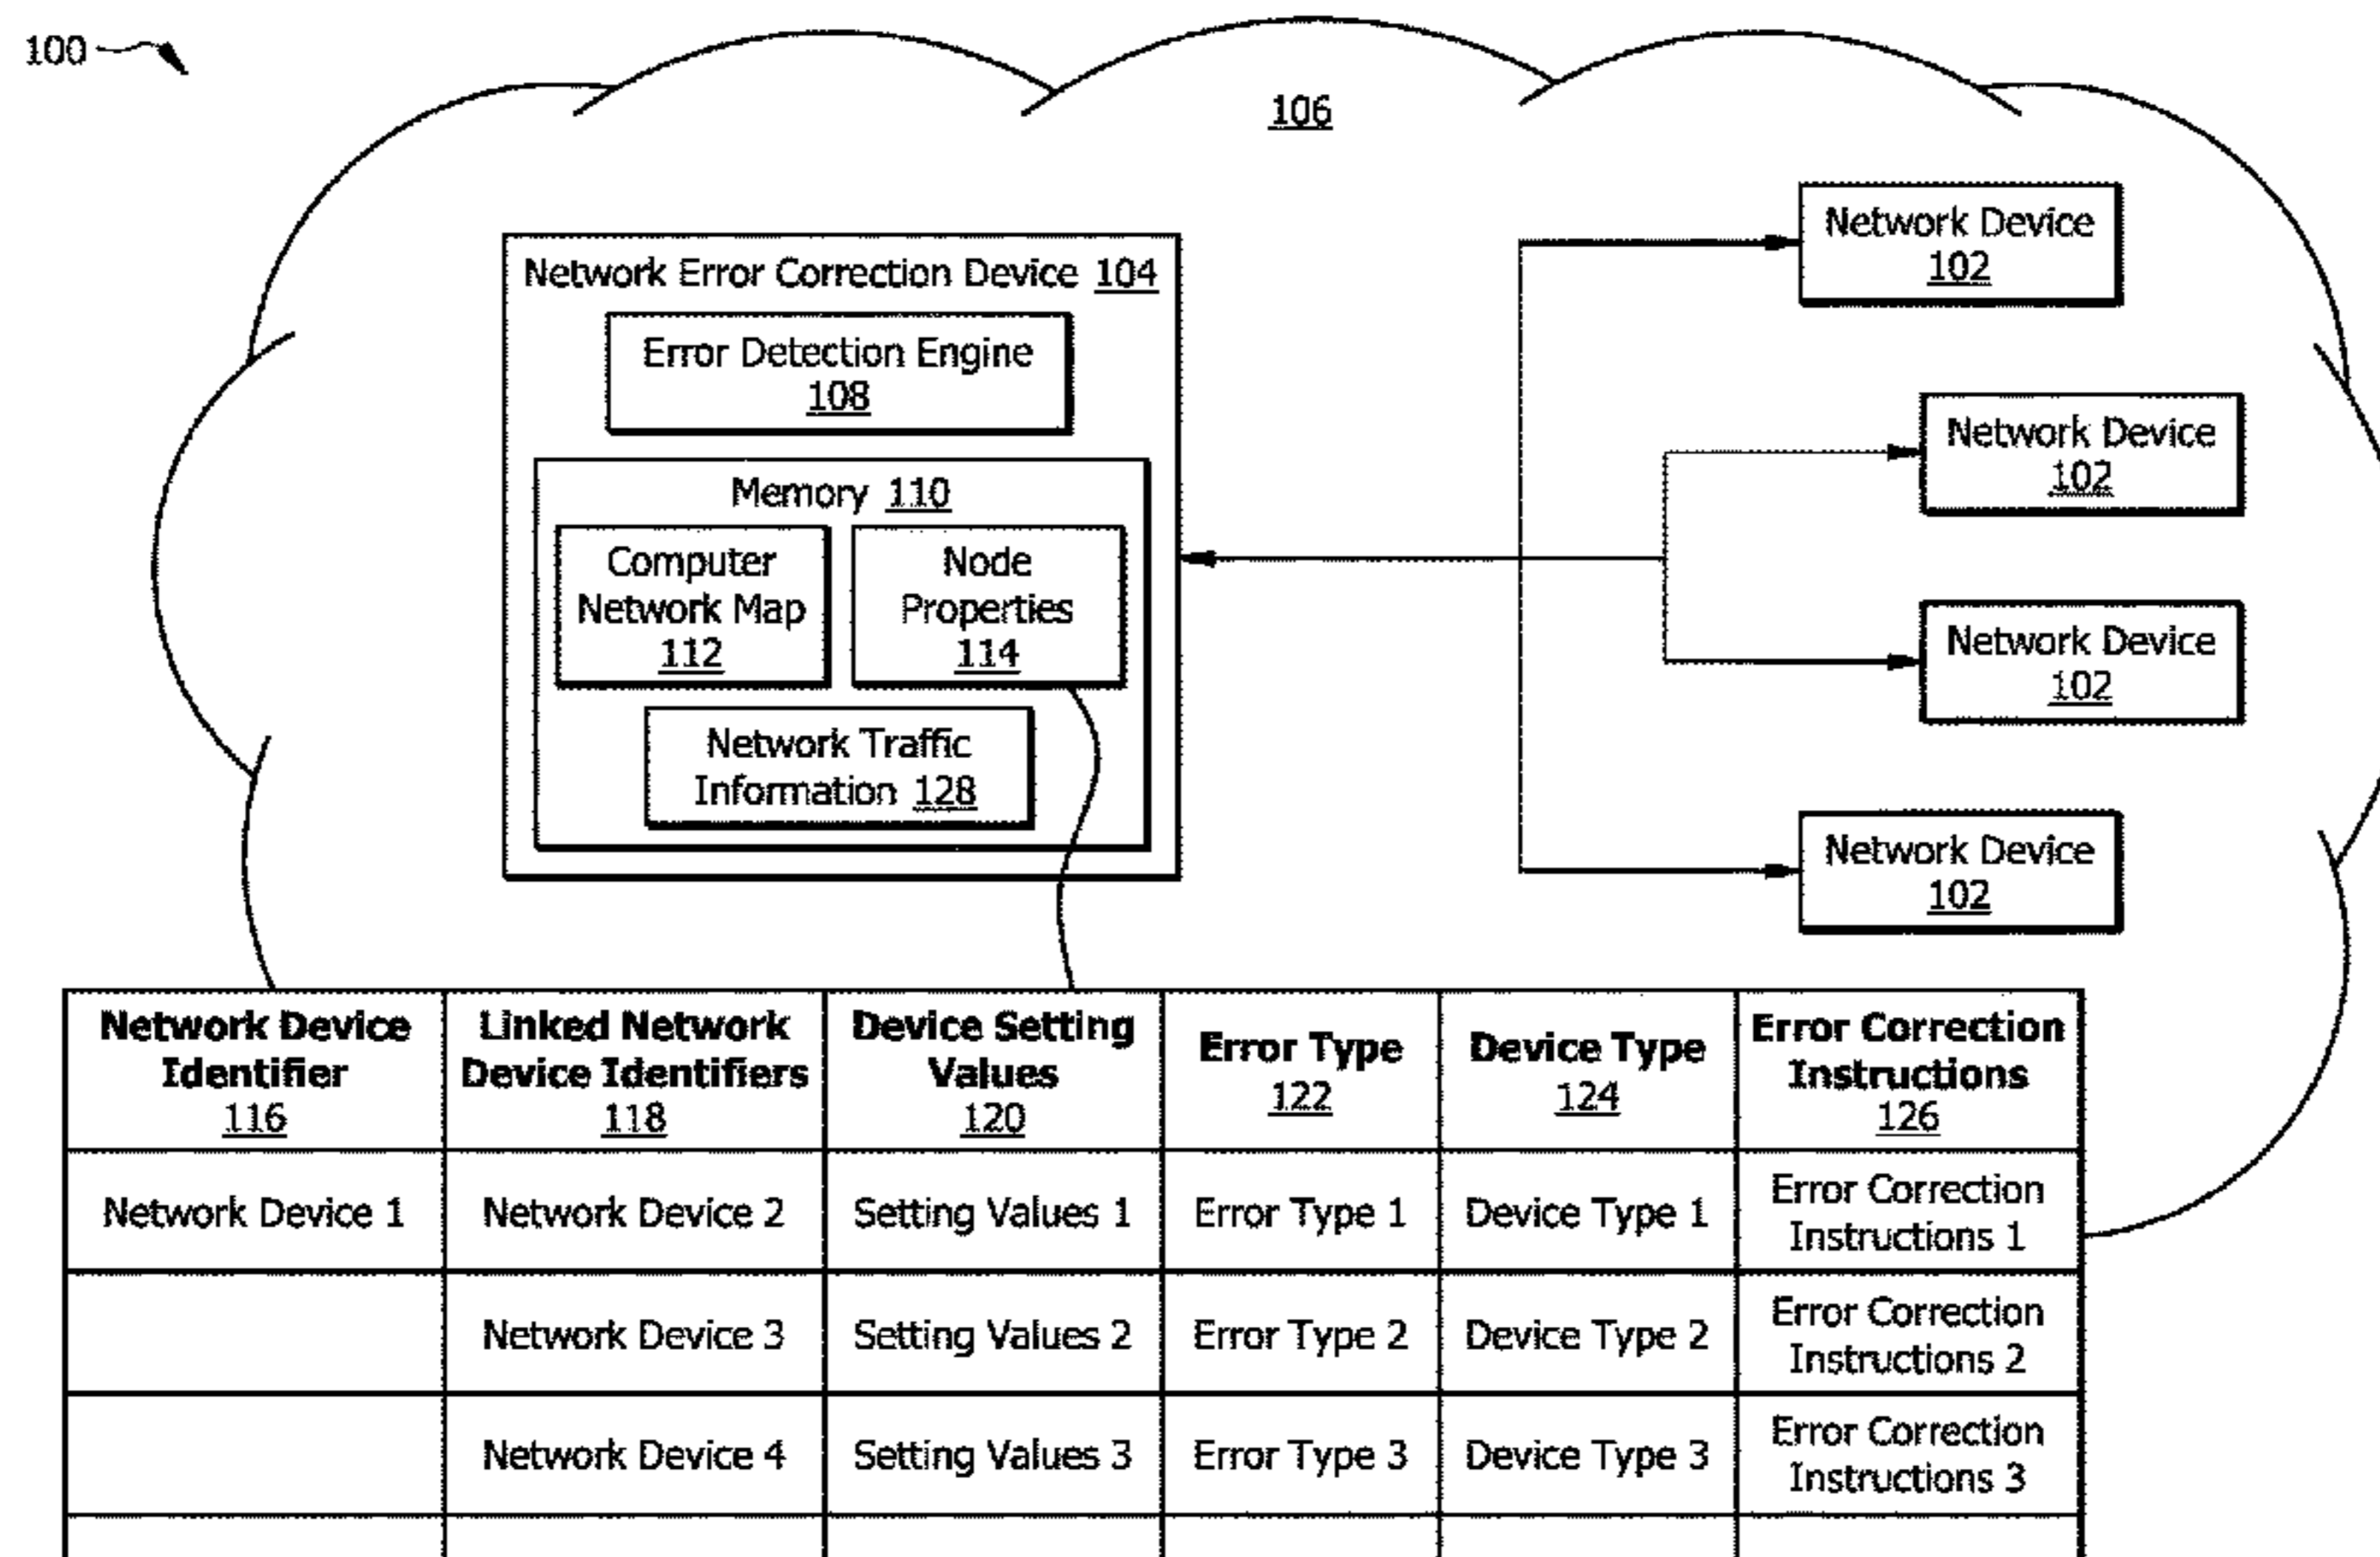 100
106
Network Error Correction Device 104
Error Detection Engine
108
Memory 110
Computer
Network Map
112
Node
Properties
114
Network Traffic
Information 128
Network Device
102
Network Device
102
Network Device
102
Network Device
102
Network Device
Identifier
116
Linked Network
Device Identifiers
118
Device Setting
Values
120
Error Type
122
Device Type
124
Error Correction
Instructions
126
Network Device 1
Network Device 2
Setting Values 1
Error Type 1
Device Type 1
Error Correction
Instructions 1
Network Device 3
Setting Values 2
Error Type 2
Device Type 2
Error Correction
Instructions 2
Network Device 4
Setting Values 3
Error Type 3
Device Type 3
Error Correction
Instructions 3